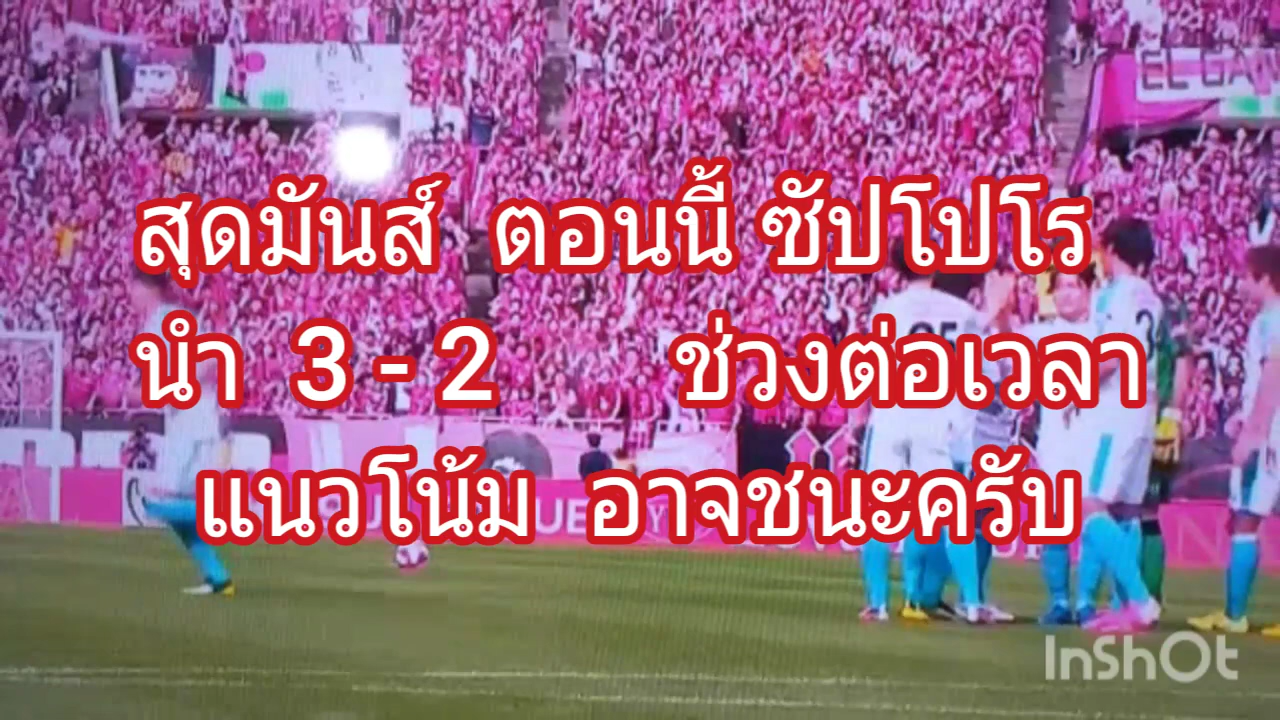 สุดมันส์ ตอนนี้ ซัปโปโร
นำ 3 - 2 ช่วงต่อเวลา
แนวโน้ม อาจชนะครับ
InShOt